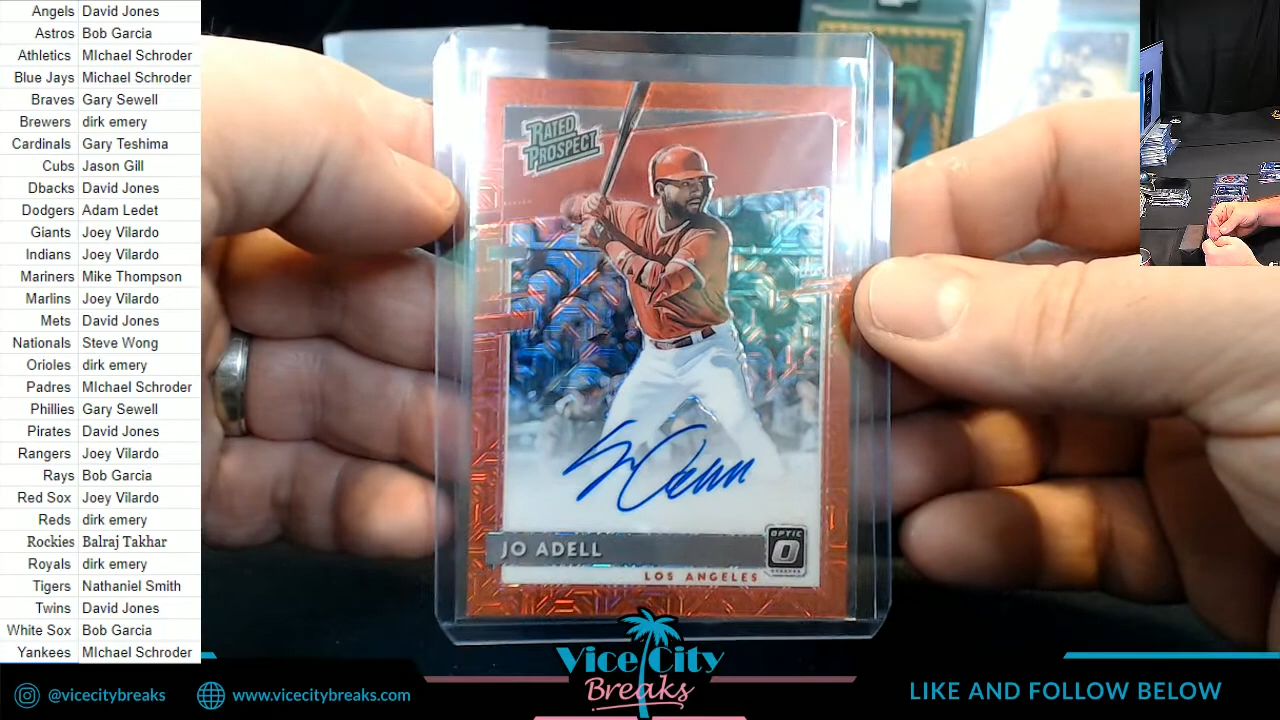 Angels David Jones
Astros Bob Garcia
Athletics MIchael Schroder
Blue Jays Michael Schroder
Braves Gary Sewell
Brewers dirk emery
Cardinals Gary Teshima
Cubs Jason Gill
Dbacks David Jones
Dodgers Adam Ledet
Giants Joey Vilardo
Indians Joey Vilardo
Mariners Mike Thompson
Marlins Joey Vilardo
Mets David Jones
Nationals Steve Wong
Orioles dirk emery
Padres MIchael Schroder
Phillies Gary Sewell
Pirates David Jones
Rangers Joey Vilardo
Rays Bob Garcia
Red Sox Joey Vilardo
Reds dirk emery
Rockies Balraj Takhar
Royals dirk emery
Tigers Nathaniel Smith
Twins David Jones
White Sox Bob Garcia
Yankees MIchael Schroder
RATED
PROSPECT
JO ADELL
OPTIC
LOS ANGELES
Vice City
Breaks
@vicecitybreaks
www.vicecitybreaks.com
LIKE AND FOLLOW BELOW